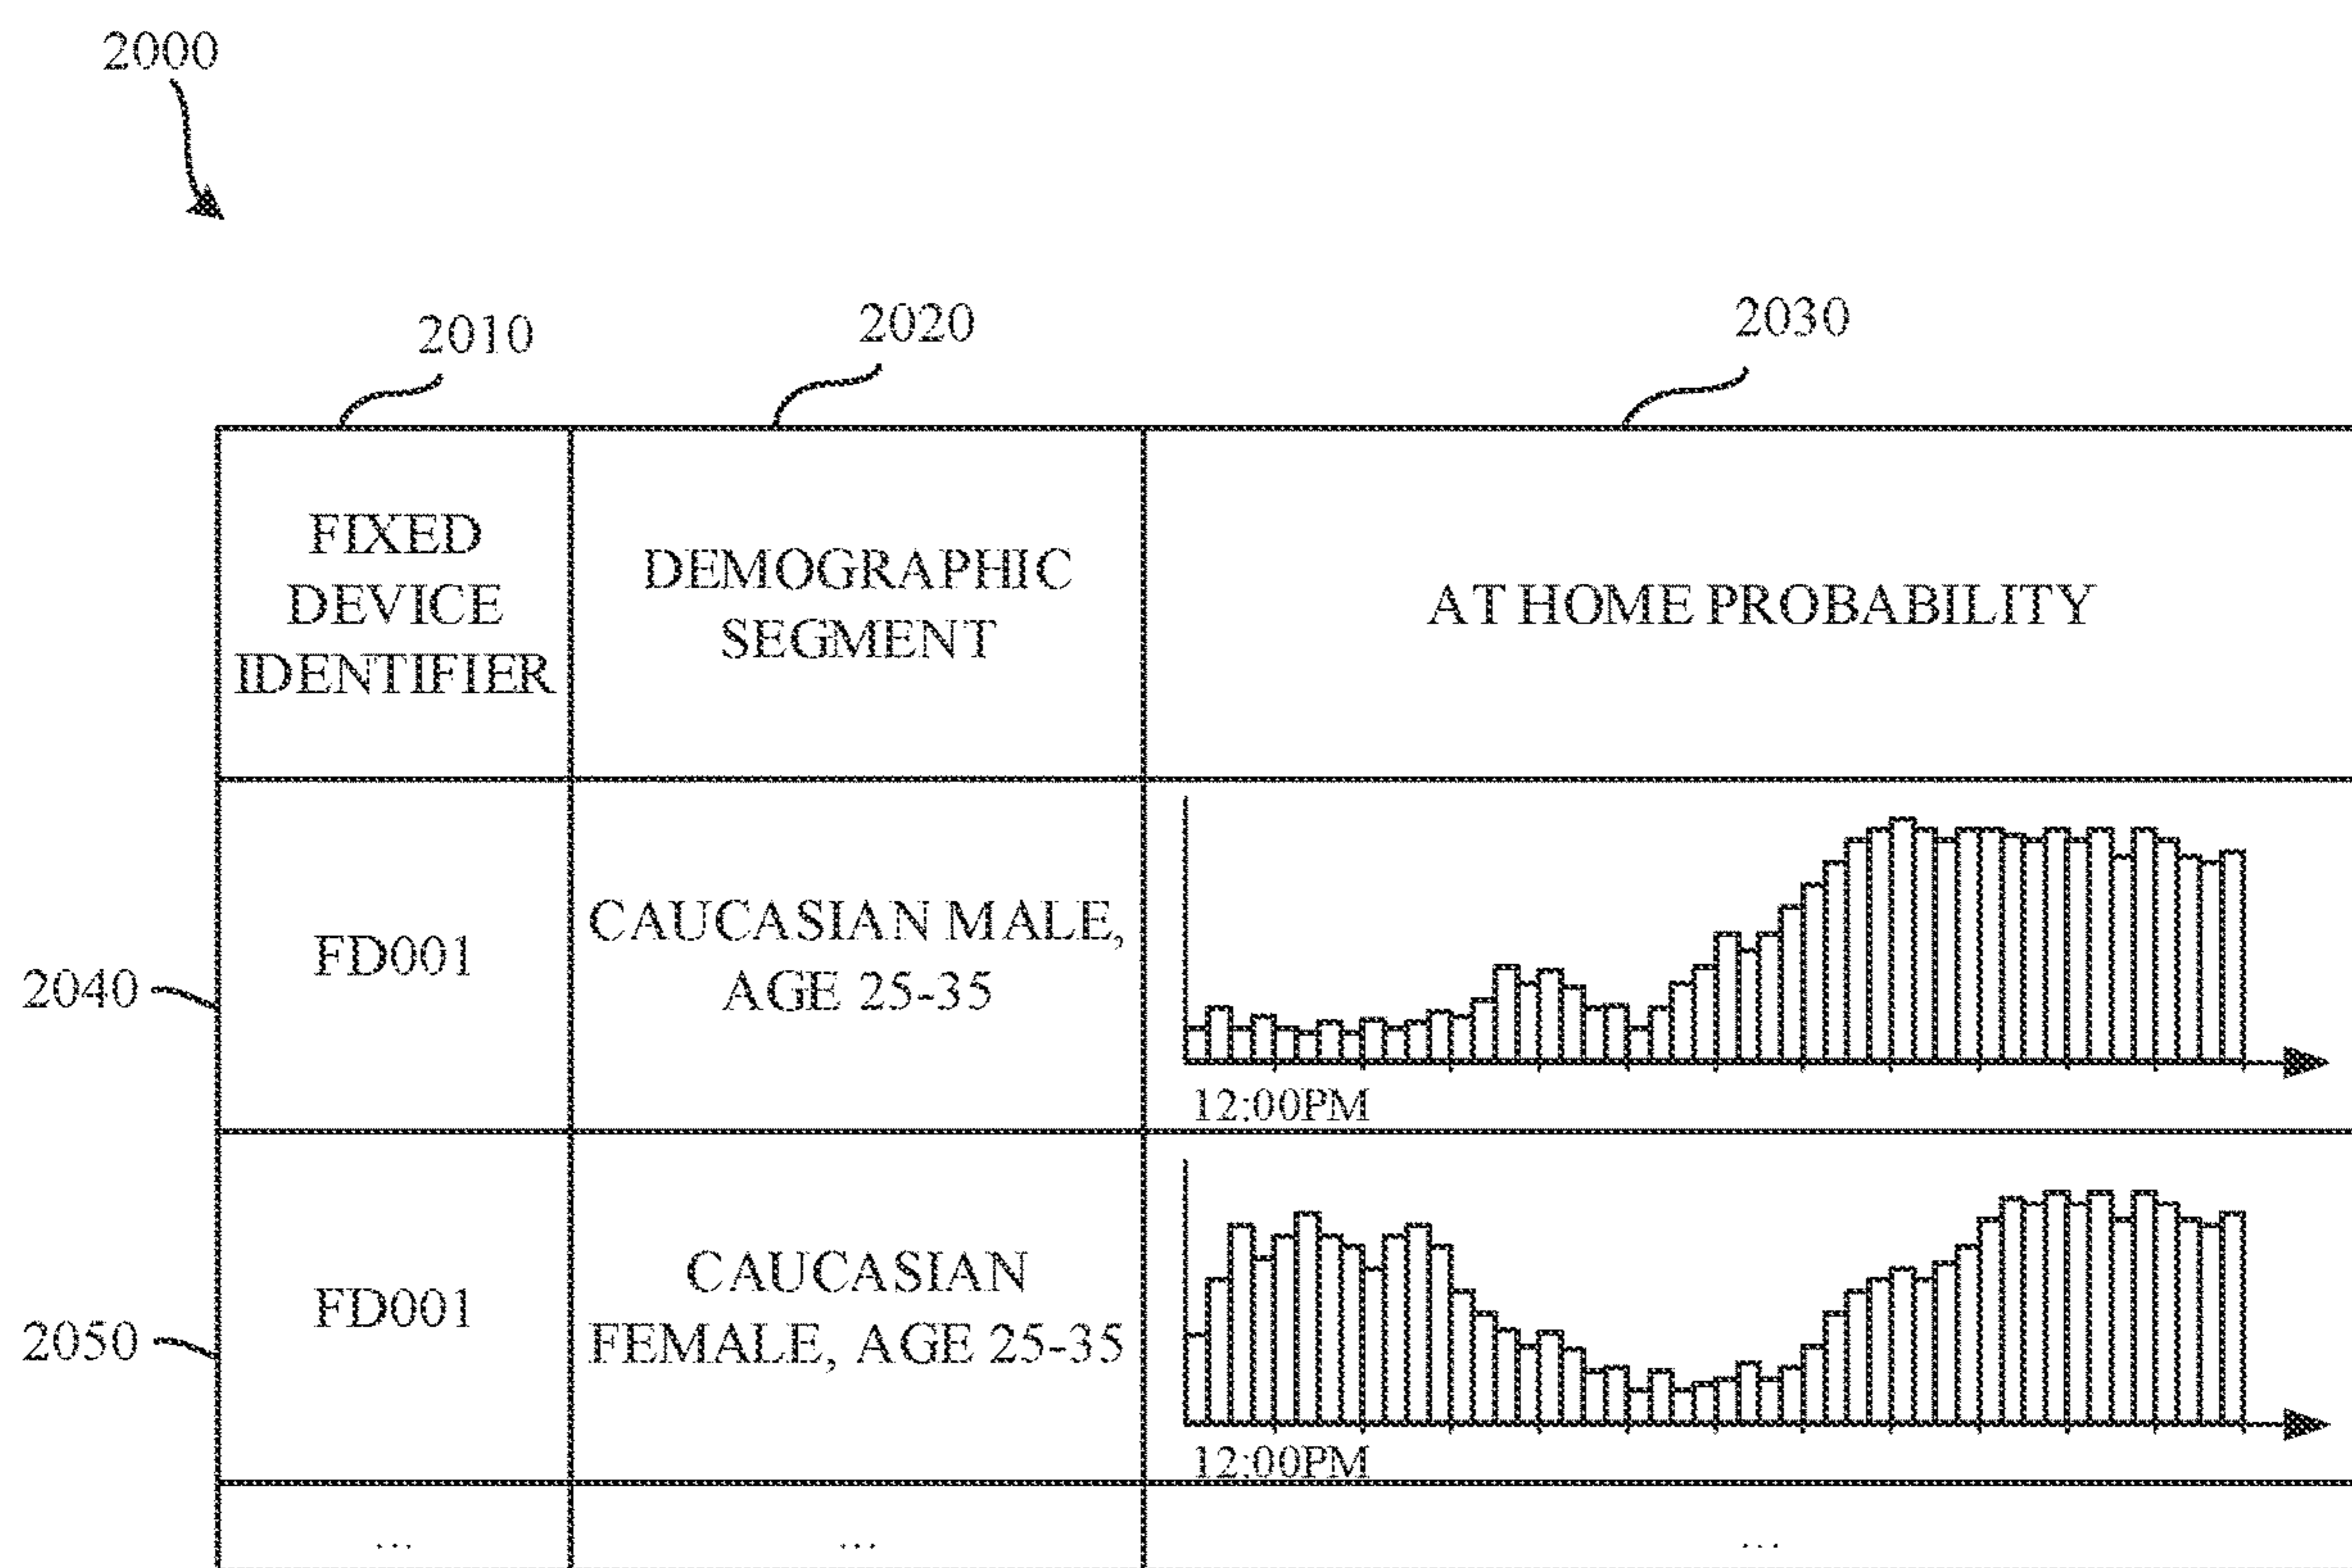 2000
2010
2020
2030
FIXED
DEVICE
IDENTIFIER
DEMOGRAPHIC
SEGMENT
AT HOME PROBABILITY
2040
FD001
CAUCASIAN MALE,
AGE 25-35
12:00PM
2050
FD001
CAUCASIAN
FEMALE, AGE 25-35
12:00PM
...
...
...